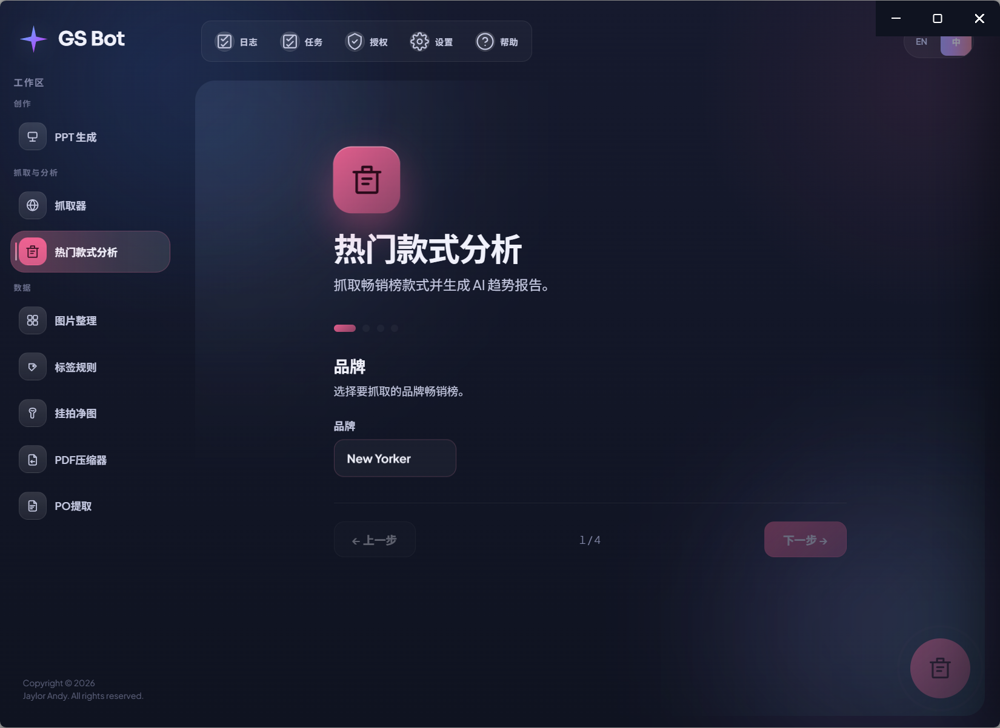 GS Bot
日志
任务
授权
设置
帮助
EN
中
工作区
创作
PPT 生成
抓取与分析
抓取器
热门款式分析
数据
图片整理
标签规则
挂拍净图
PDF压缩器
PO提取
Copyright © 2026
Jaylor Andy. All rights reserved.
热门款式分析
抓取畅销榜款式并生成 AI 趋势报告。
品牌
选择要抓取的品牌畅销榜。
品牌
New Yorker
← 上一步
1 / 4
下一步 →